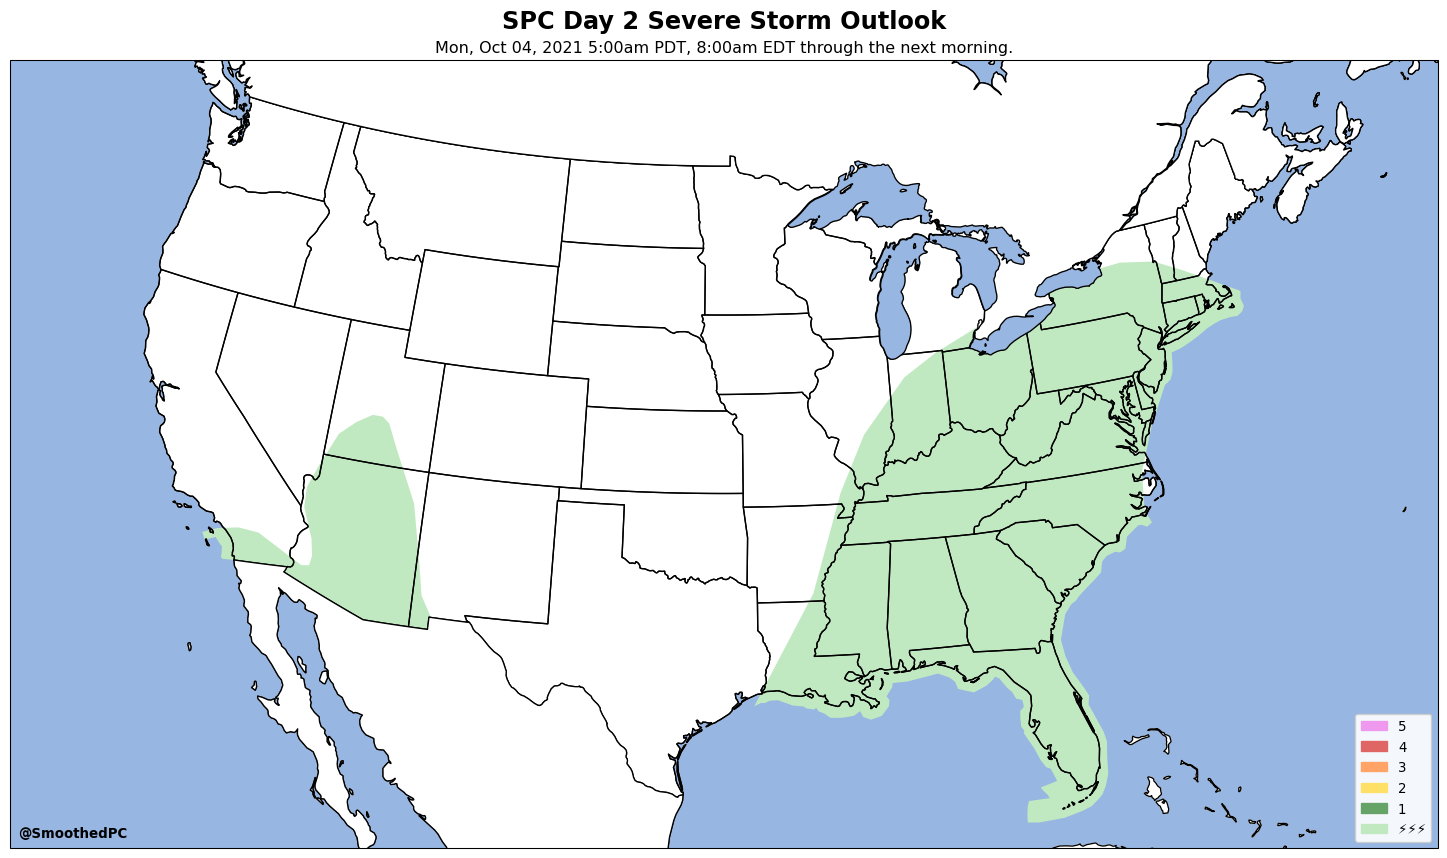 SPC Day 2 Severe Storm Outlook
Mon, Oct 04, 2021 5:00am PDT, 8:00am EDT through the next morning.
5
4
3
2
1
⚡⚡⚡
@SmoothedPC